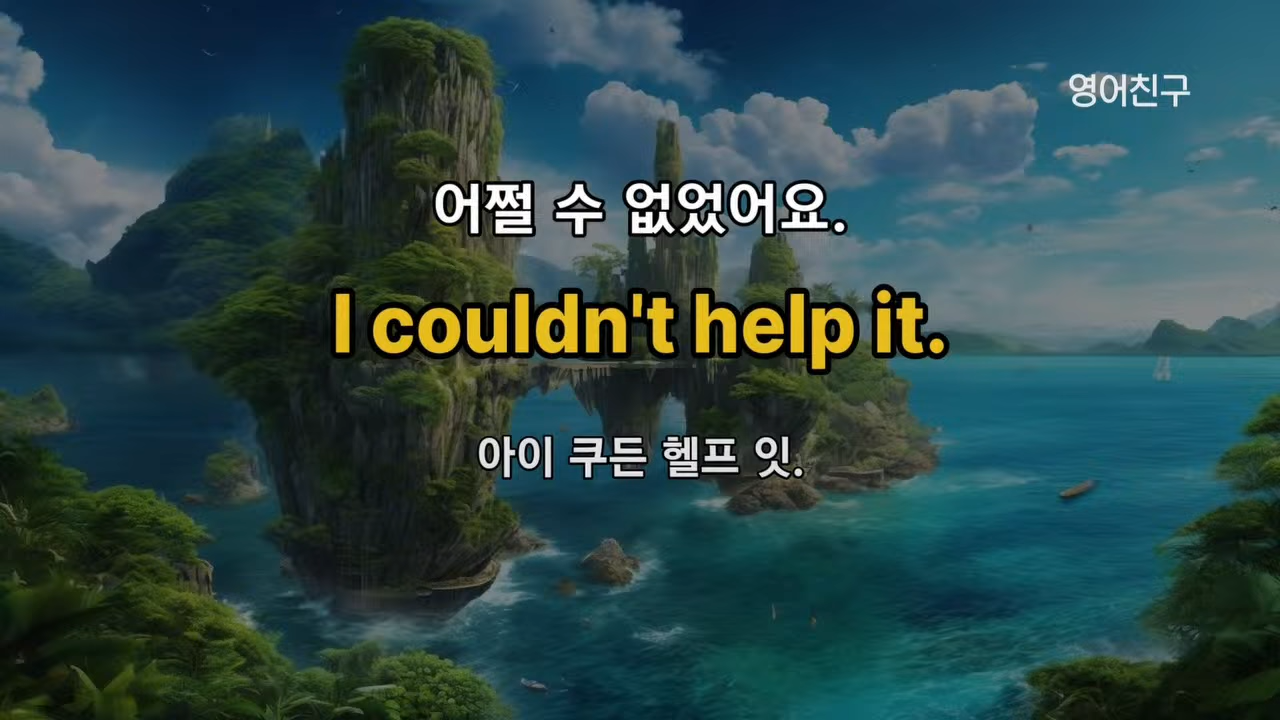 영어친구
어쩔 수 없었어요.
I couldn't help it.
아이 쿠든 헬프 잇.